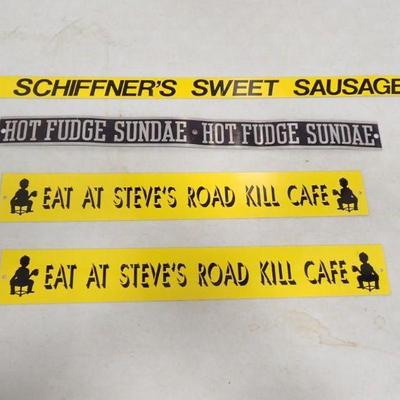 SCHIFFNER'S SWEET SAUSAGE
HOT FUDGE SUNDAE • HOT FUDGE SUNDAE
EAT AT STEVE'S ROAD KILL CAFE
EAT AT STEVE'S ROAD KILL CAFE